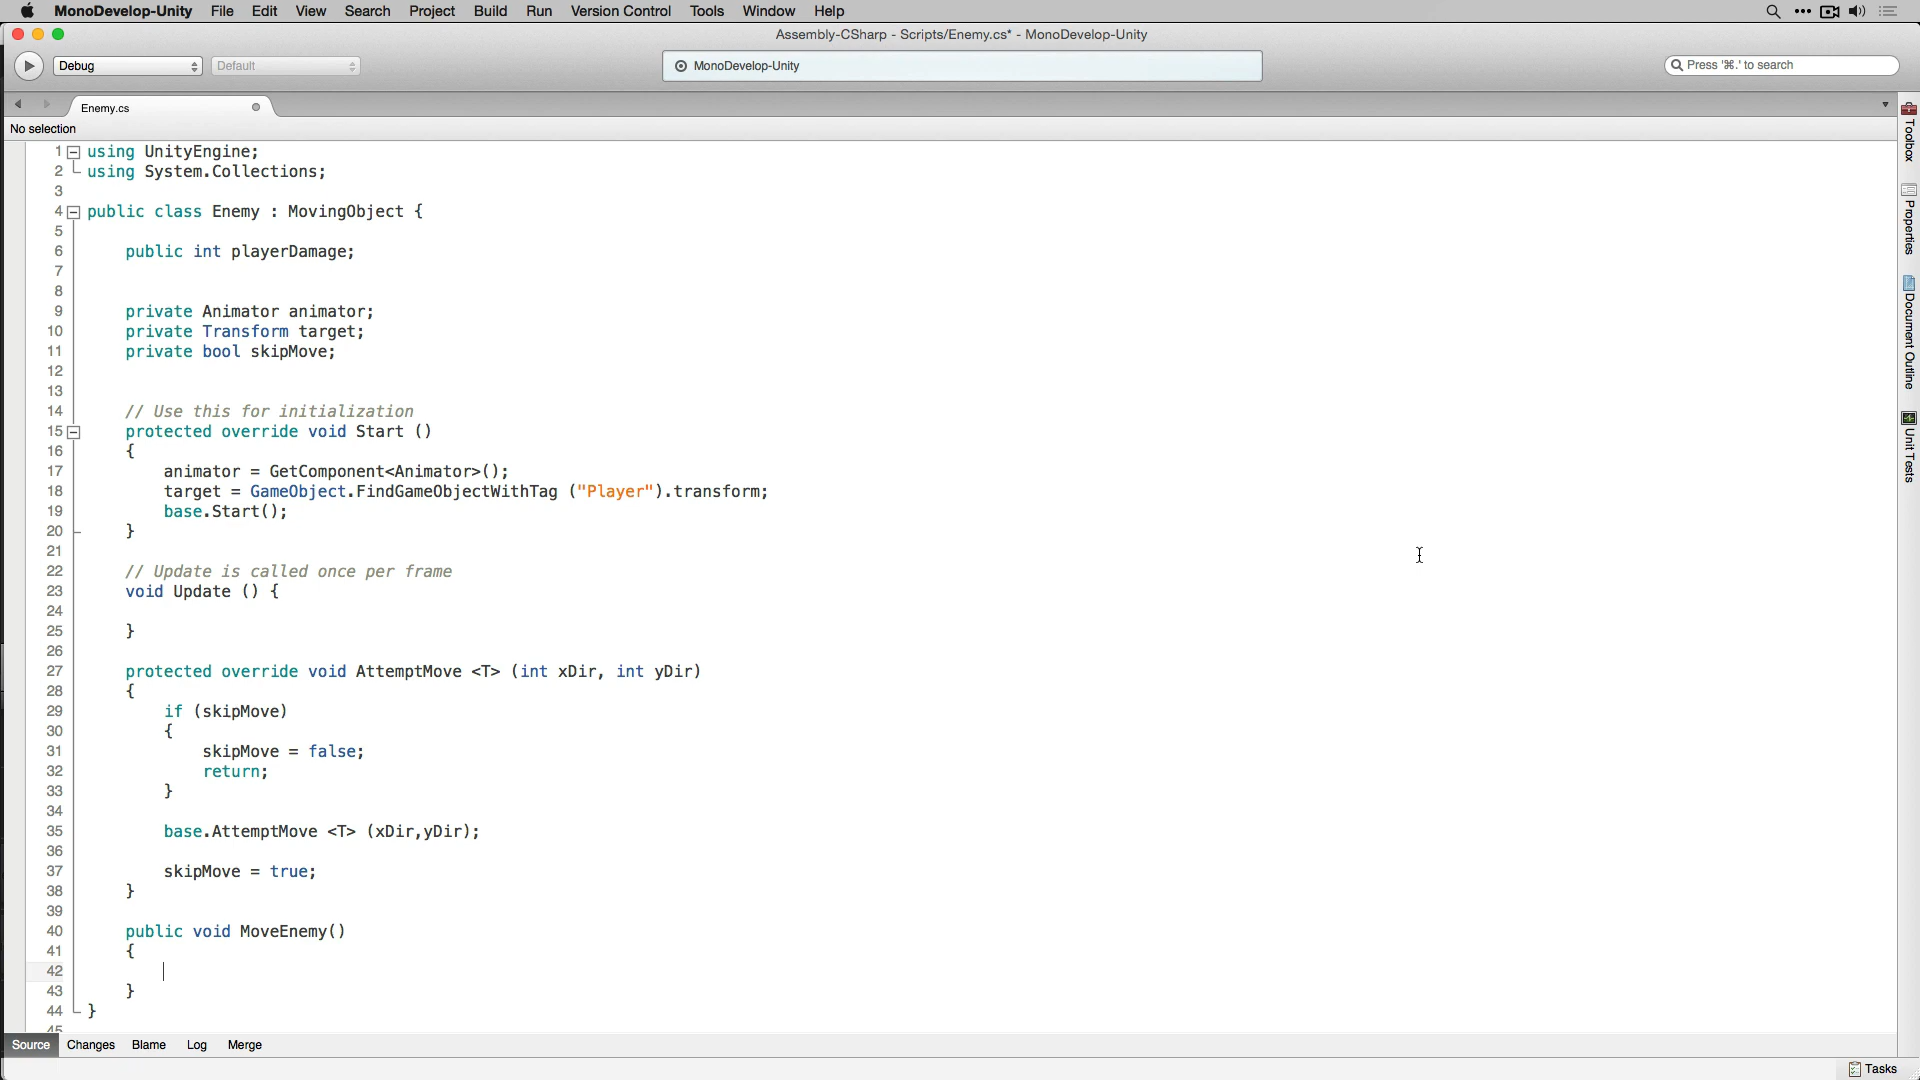 MonoDevelop-Unity File Edit View Search Project Build Run Version Control Tools Window Help
Assembly-CSharp - Scripts/Enemy.cs* - MonoDevelop-Unity
Debug Default MonoDevelop-Unity Press '⌘.' to search
Enemy.cs
No selection
1 using UnityEngine;
2 using System.Collections;
3
4 public class Enemy : MovingObject {
5
6 public int playerDamage;
7
8
9 private Animator animator;
10 private Transform target;
11 private bool skipMove;
12
13
14 // Use this for initialization
15 protected override void Start ()
16 {
17 animator = GetComponent<Animator>();
18 target = GameObject.FindGameObjectWithTag ("Player").transform;
19 base.Start();
20 }
21
22 // Update is called once per frame
23 void Update () {
24
25 }
26
27 protected override void AttemptMove <T> (int xDir, int yDir)
28 {
29 if (skipMove)
30 {
31 skipMove = false;
32 return;
33 }
34
35 base.AttemptMove <T> (xDir,yDir);
36
37 skipMove = true;
38 }
39
40 public void MoveEnemy()
41 {
42
43 }
44 }
45
Source Changes Blame Log Merge
Tasks
Toolbox
Properties
Document Outline
Unit Tests